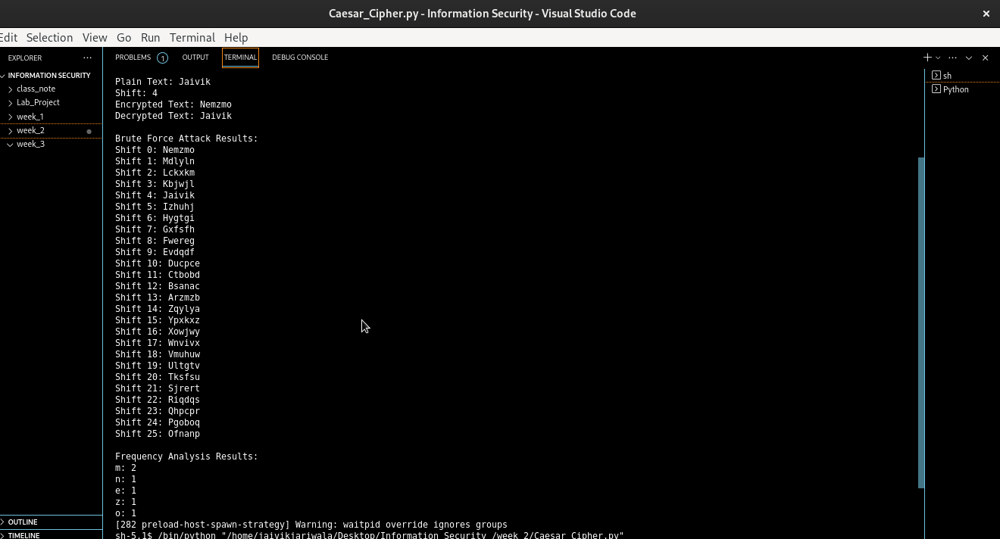 Caesar_Cipher.py - Information Security - Visual Studio Code
Edit Selection View Go Run Terminal Help
EXPLORER
PROBLEMS 1 OUTPUT TERMINAL DEBUG CONSOLE
INFORMATION SECURITY
class_note
Lab_Project
week_1
week_2
week_3
OUTLINE
TIMELINE
Plain Text: Jaivik
Shift: 4
Encrypted Text: Nemzmo
Decrypted Text: Jaivik
Brute Force Attack Results:
Shift 0: Nemzmo
Shift 1: Mdlyln
Shift 2: Lckxkm
Shift 3: Kbjwjl
Shift 4: Jaivik
Shift 5: Izhuhj
Shift 6: Hygtgi
Shift 7: Gxfsfh
Shift 8: Fwereg
Shift 9: Evdqdf
Shift 10: Ducpce
Shift 11: Ctbobd
Shift 12: Bsanac
Shift 13: Arzmzb
Shift 14: Zqylya
Shift 15: Ypxkxz
Shift 16: Xowjwy
Shift 17: Wnvivx
Shift 18: Vmuhuw
Shift 19: Ultgtv
Shift 20: Tksfsu
Shift 21: Sjrert
Shift 22: Riqdqs
Shift 23: Qhpcpr
Shift 24: Pgoboq
Shift 25: Ofnanp
Frequency Analysis Results:
m: 2
n: 1
e: 1
z: 1
o: 1
[282 preload-host-spawn-strategy] Warning: waitpid override ignores groups
sh-5.1$ /bin/python "/home/jaivikjariwala/Desktop/Information Security /week 2/Caesar Cipher.py"
sh
Python